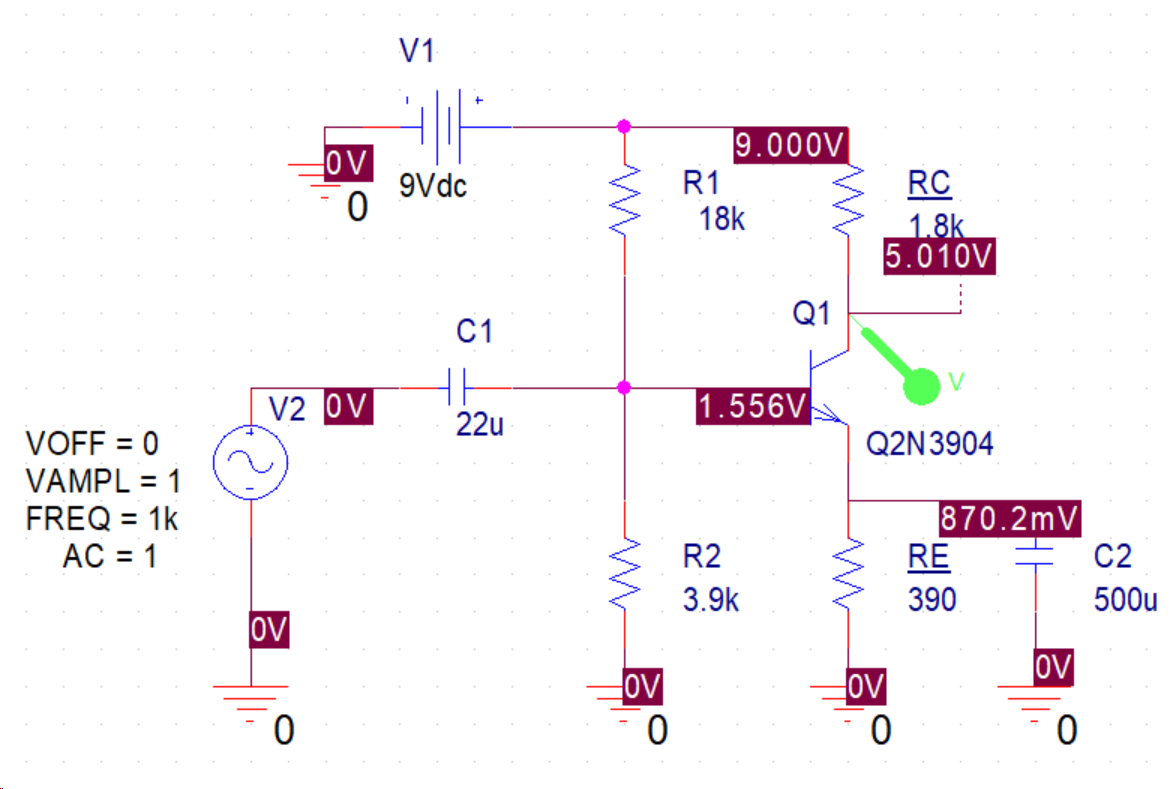 V1
- +
9.000V
0V
9Vdc
0
R1
18k
RC
1.8k
5.010V
Q1
V
C1
22u
V2
0V
1.556V
Q2N3904
VOFF = 0
VAMPL = 1
FREQ = 1k
AC = 1
+
-
870.2mV
R2
3.9k
RE
390
C2
500u
0V
0V
0V
0V
0
0
0
0